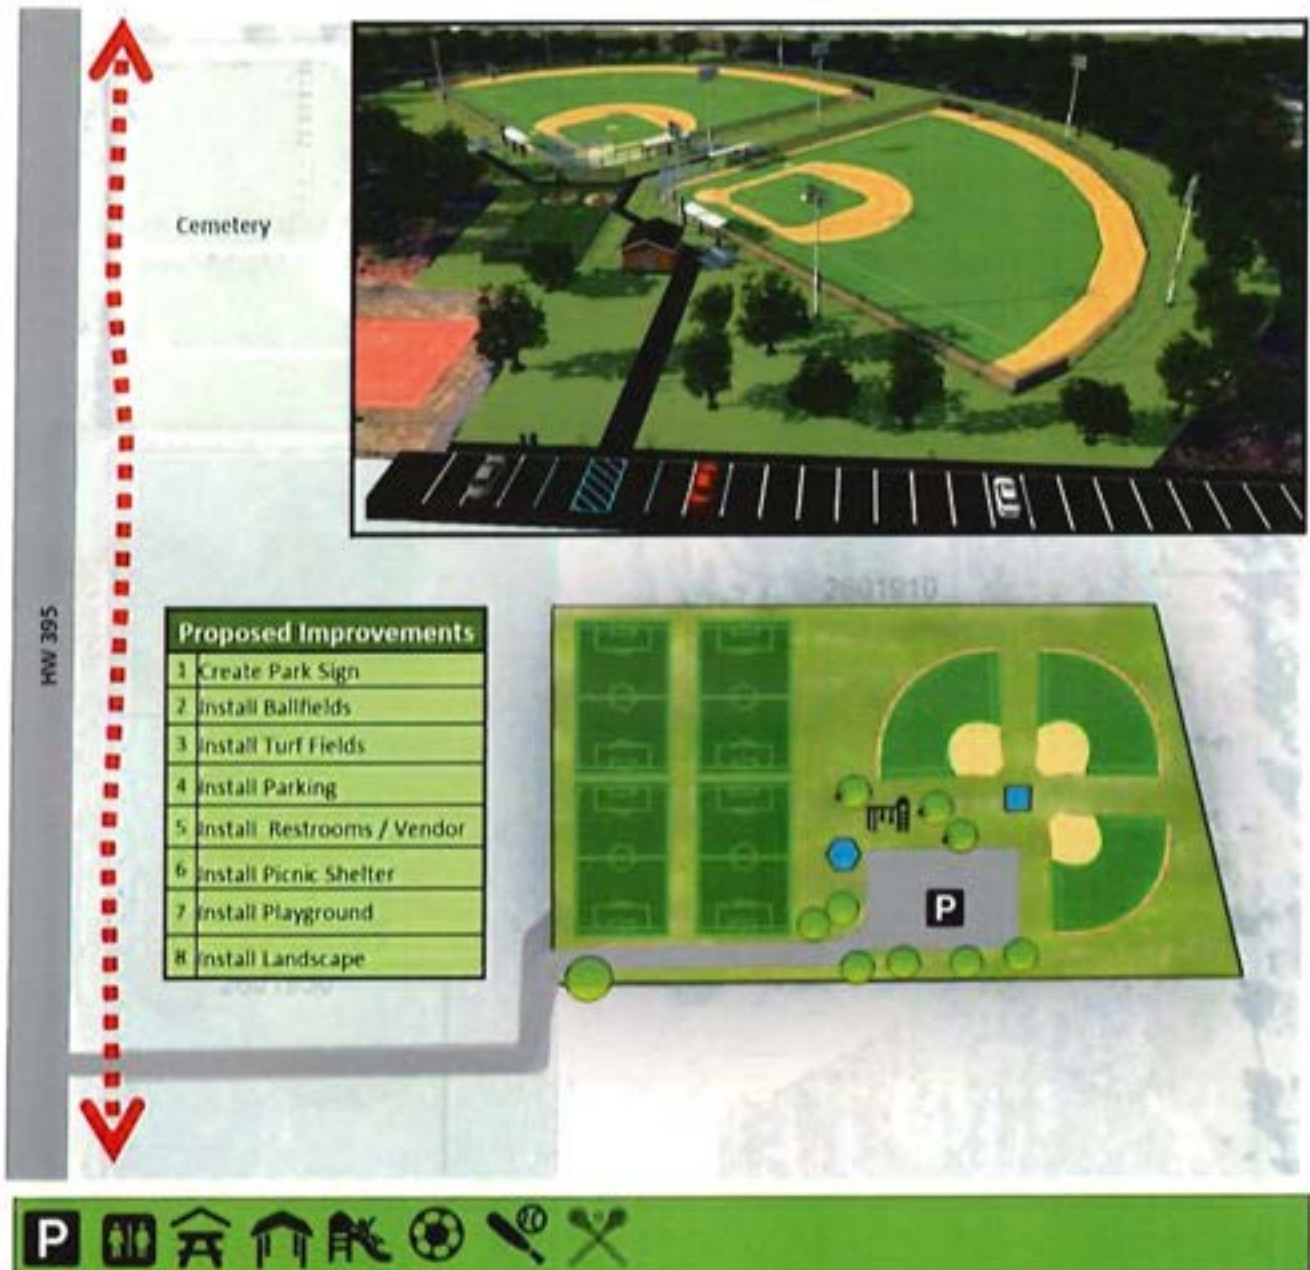 Cemetery
HW 395
2601910
Proposed Improvements
1 Create Park Sign
2 Install Ballfields
3 Install Turf Fields
4 Install Parking
5 Install Restrooms / Vendor
6 Install Picnic Shelter
7 Install Playground
8 Install Landscape
P
P